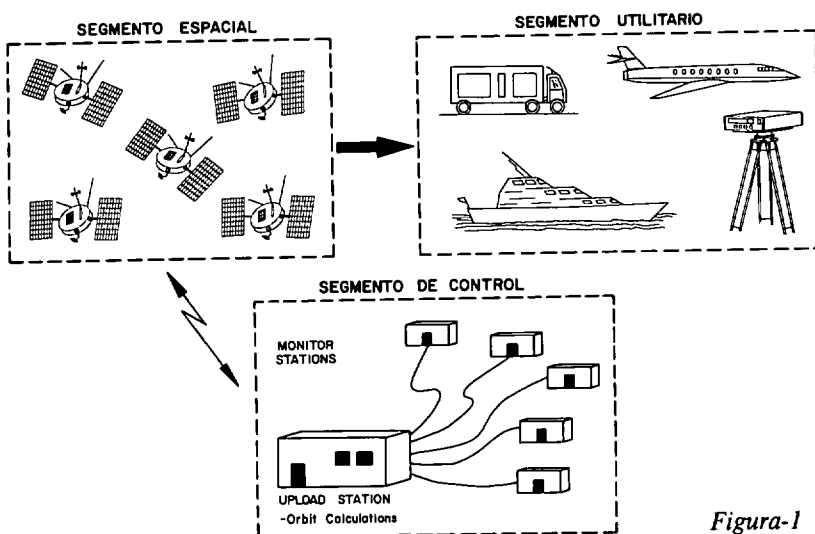 SEGMENTO ESPACIAL
SEGMENTO UTILITARIO
SEGMENTO DE CONTROL
MONITOR
STATIONS
UPLOAD STATION
-Orbit Calculations
Figura-1